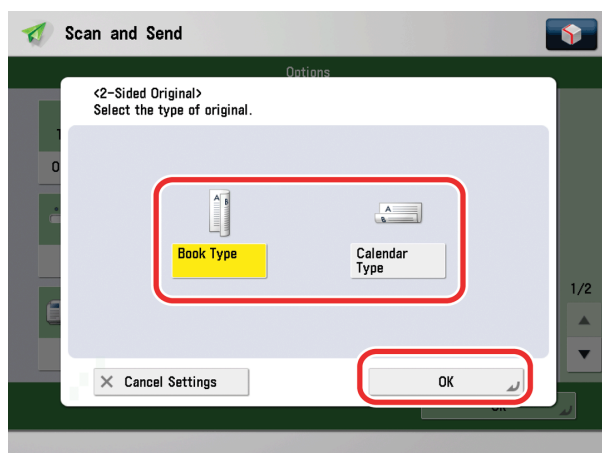 Scan and Send
Options
<2-Sided Original>
Select the type of original.
T
O
A B
A
B
Book Type
Calendar
Type
1/2
× Cancel Settings
OK
OK